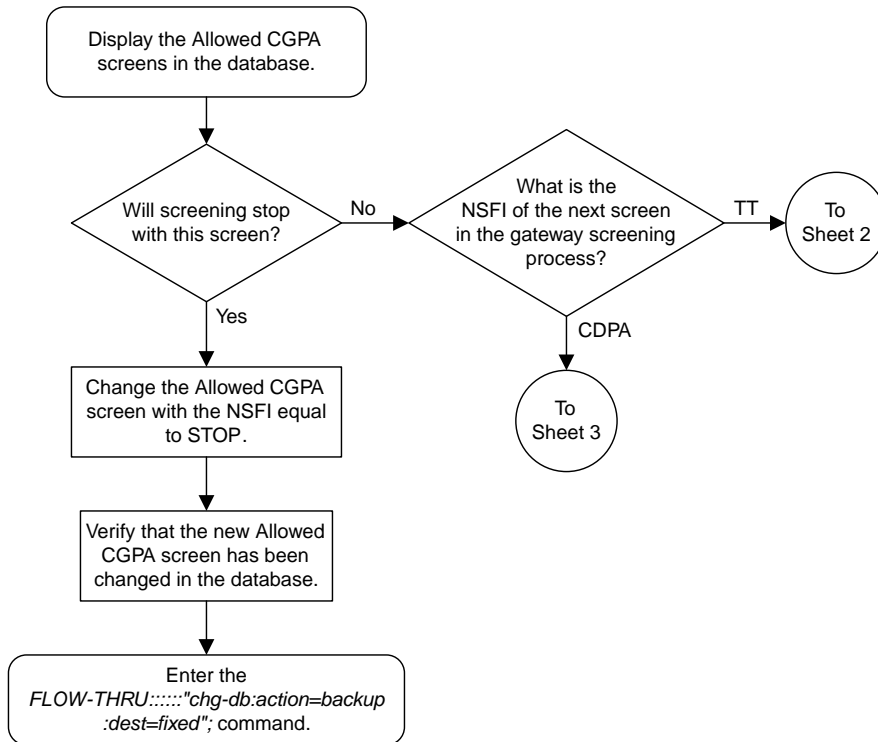 Display the Allowed CGPA
screens in the database.
Will screening stop
with this screen?
No
What is the
NSFI of the next screen
in the gateway screening
process?
TT
To
Sheet 2
Yes
CDPA
Change the Allowed CGPA
screen with the NSFI equal
to STOP.
To
Sheet 3
Verify that the new Allowed
CGPA screen has been
changed in the database.
Enter the
FLOW-THRU::::::"chg-db:action=backup
:dest=fixed"; command.